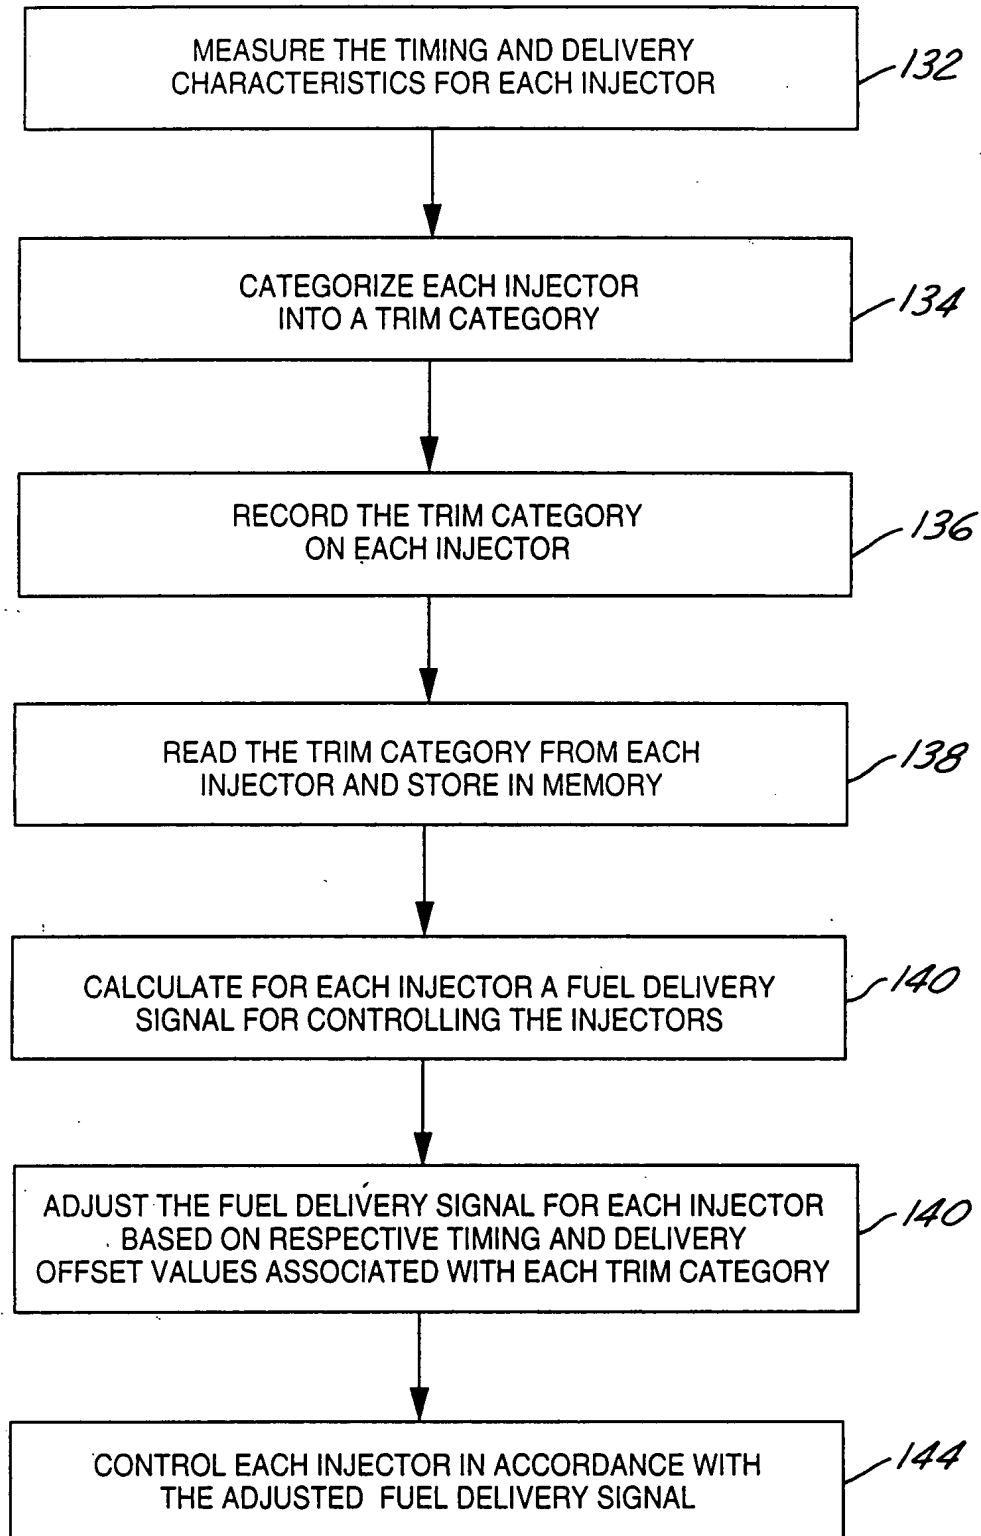 MEASURE THE TIMING AND DELIVERY
CHARACTERISTICS FOR EACH INJECTOR
132
CATEGORIZE EACH INJECTOR
INTO A TRIM CATEGORY
134
RECORD THE TRIM CATEGORY
ON EACH INJECTOR
136
READ THE TRIM CATEGORY FROM EACH
INJECTOR AND STORE IN MEMORY
138
CALCULATE FOR EACH INJECTOR A FUEL DELIVERY
SIGNAL FOR CONTROLLING THE INJECTORS
140
ADJUST THE FUEL DELIVERY SIGNAL FOR EACH INJECTOR
BASED ON RESPECTIVE TIMING AND DELIVERY
OFFSET VALUES ASSOCIATED WITH EACH TRIM CATEGORY
140
CONTROL EACH INJECTOR IN ACCORDANCE WITH
THE ADJUSTED FUEL DELIVERY SIGNAL
144